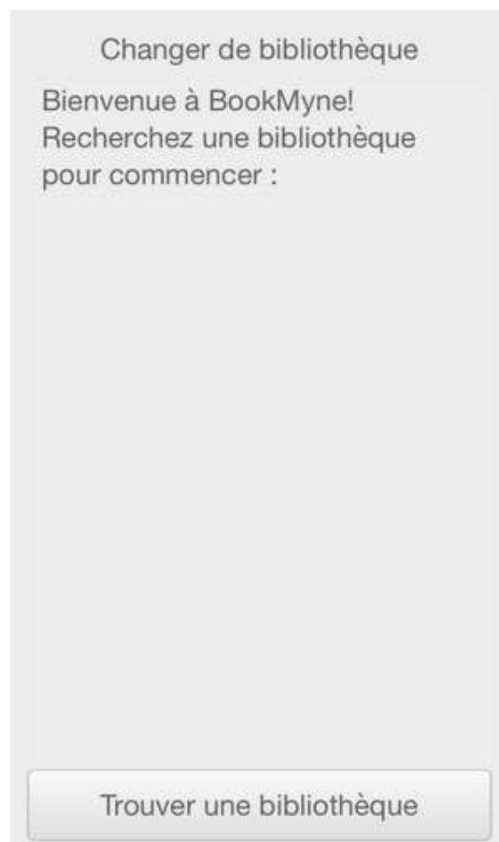 Changer de bibliothèque
Bienvenue à BookMyne!
Recherchez une bibliothèque
pour commencer :
Trouver une bibliothèque